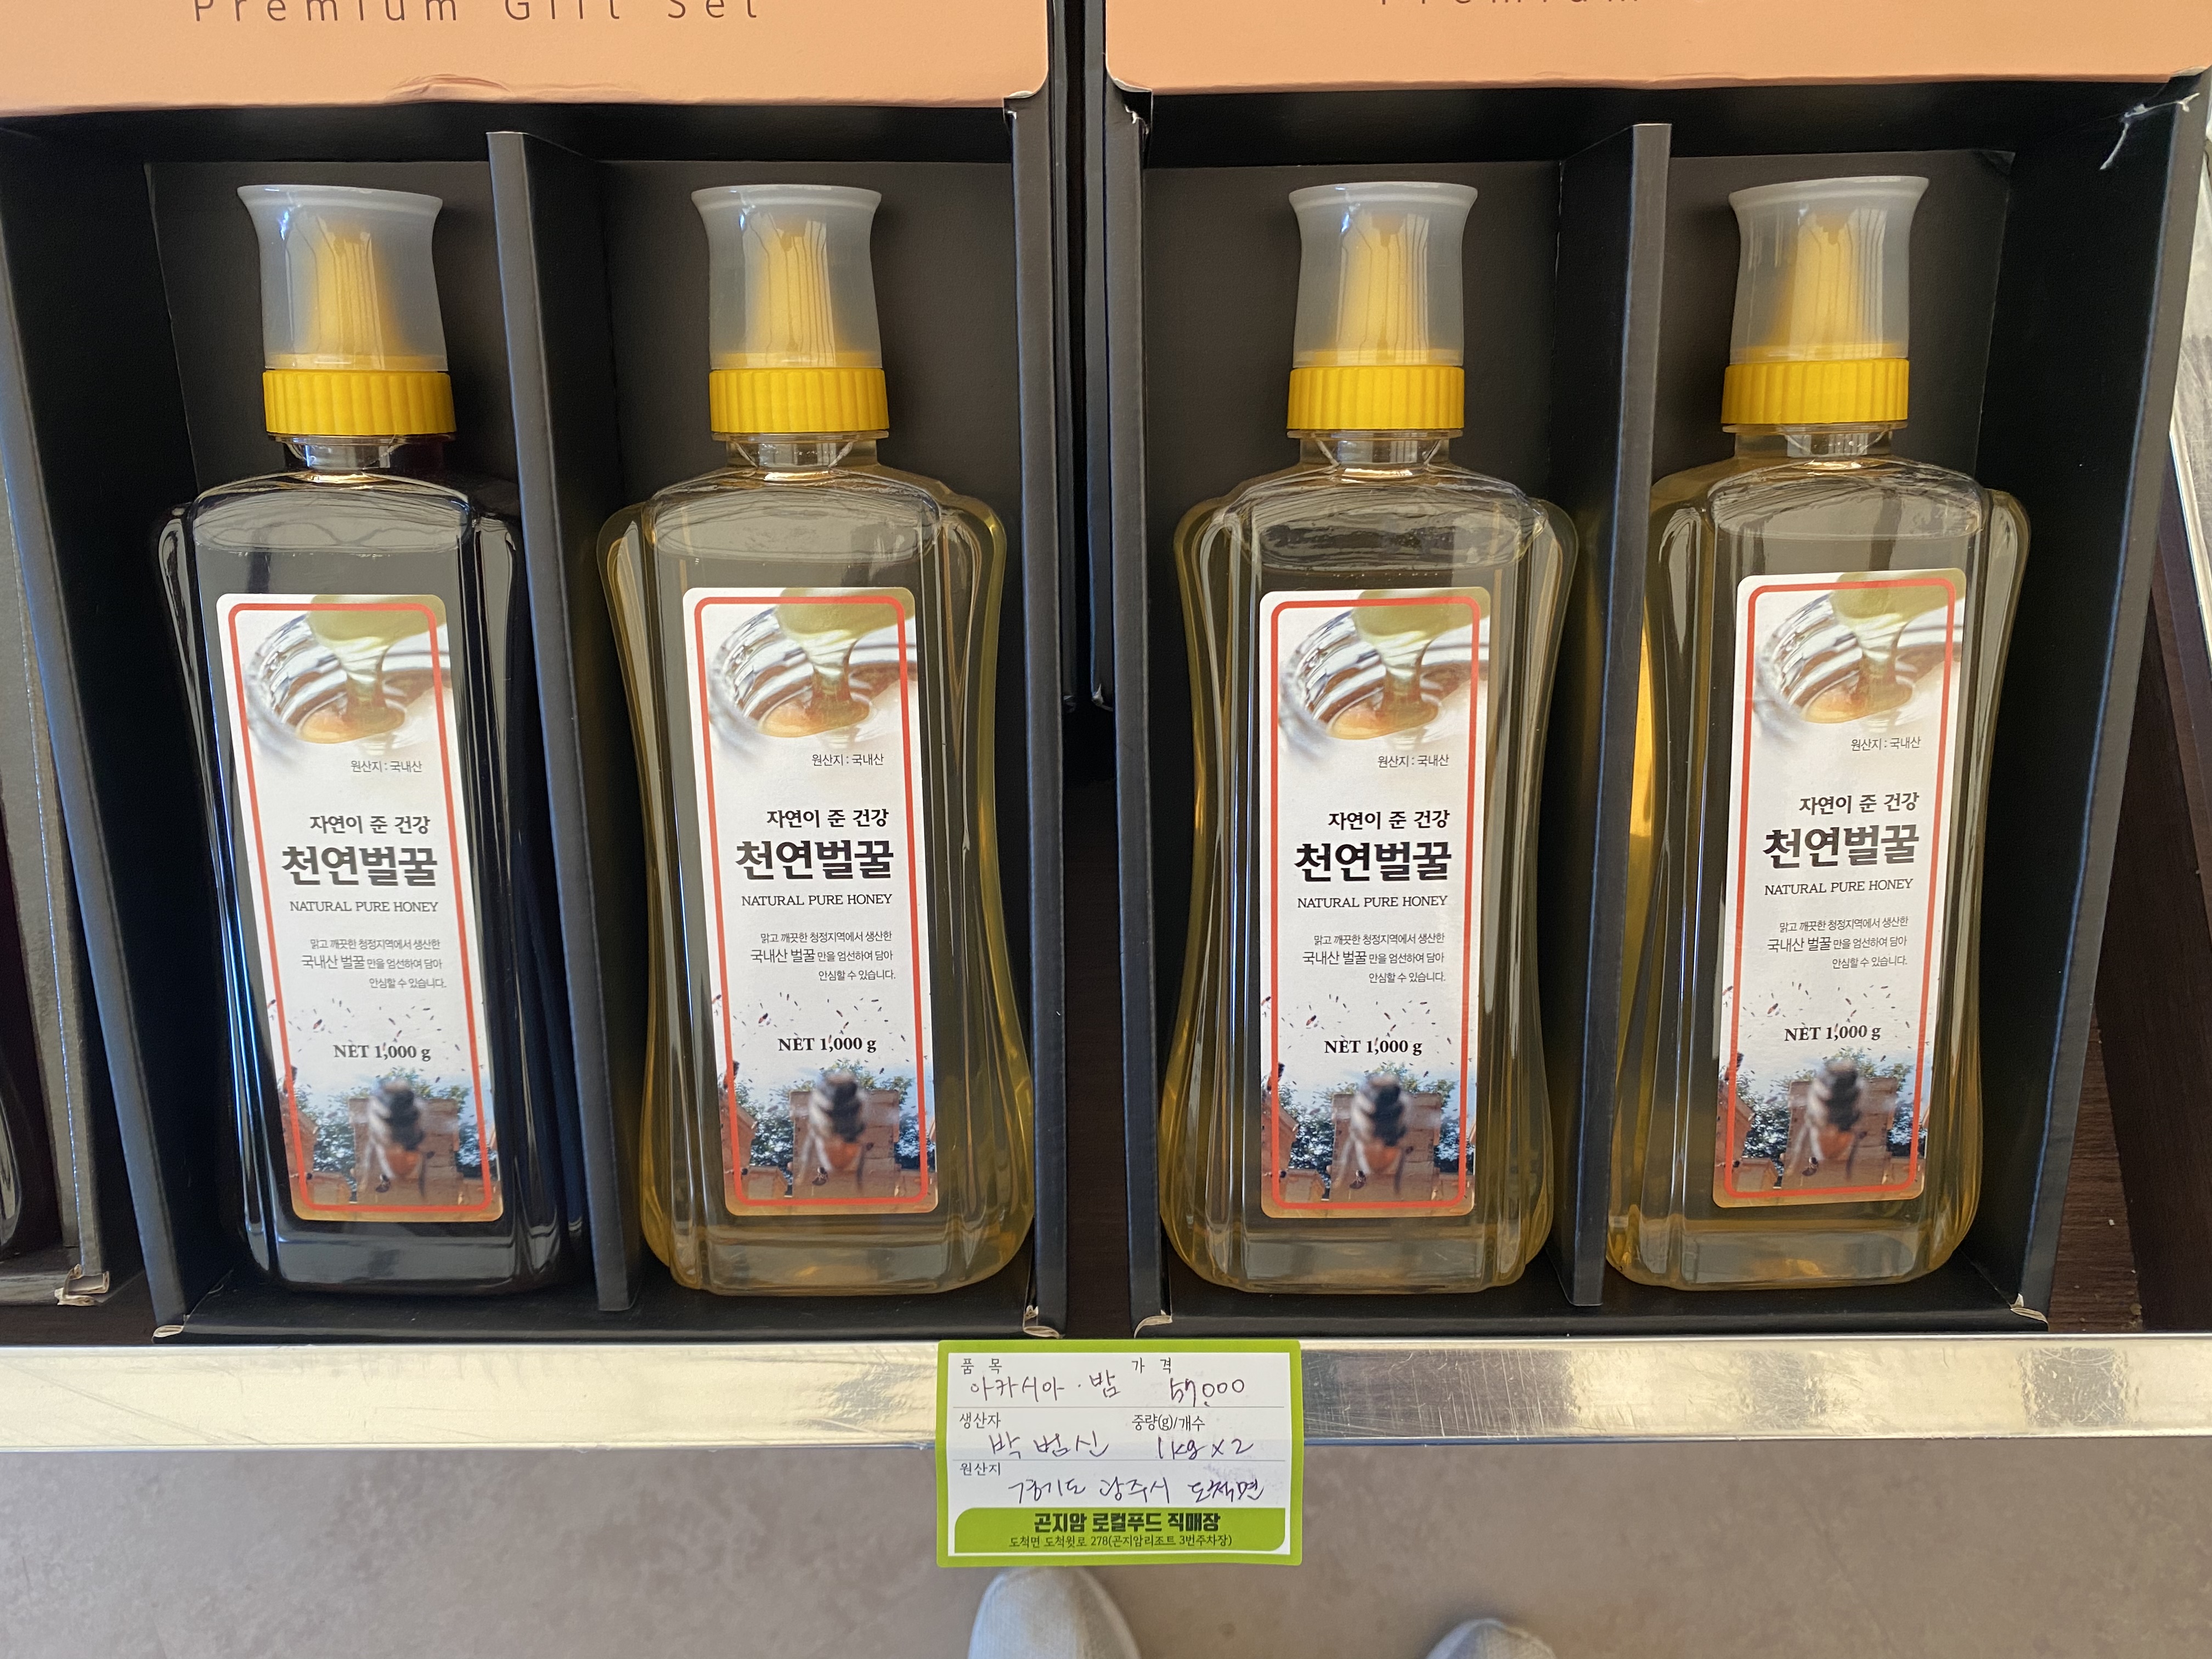 Premium Gift Set
Premium
원산지 : 국내산
자연이 준 건강
천연벌꿀
NATURAL PURE HONEY
맑고 깨끗한 청정지역에서 생산한
국내산 벌꿀 만을 엄선하여 담아
안심할 수 있습니다.
NET 1,000 g
원산지 : 국내산
자연이 준 건강
천연벌꿀
NATURAL PURE HONEY
맑고 깨끗한 청정지역에서 생산한
국내산 벌꿀 만을 엄선하여 담아
안심할 수 있습니다.
NET 1,000 g
원산지 : 국내산
자연이 준 건강
천연벌꿀
NATURAL PURE HONEY
맑고 깨끗한 청정지역에서 생산한
국내산 벌꿀 만을 엄선하여 담아
안심할 수 있습니다.
NET 1,000 g
원산지 : 국내산
자연이 준 건강
천연벌꿀
NATURAL PURE HONEY
맑고 깨끗한 청정지역에서 생산한
국내산 벌꿀 만을 엄선하여 담아
안심할 수 있습니다.
NET 1,000 g
품 목 가 격
아카시아 · 밤 57,000
생산자 중량(g)/개수
박범신 1kg x 2
원산지
경기도 광주시 도척면
곤지암 로컬푸드 직매장
도척면 도척윗로 278(곤지암리조트 3번주차장)